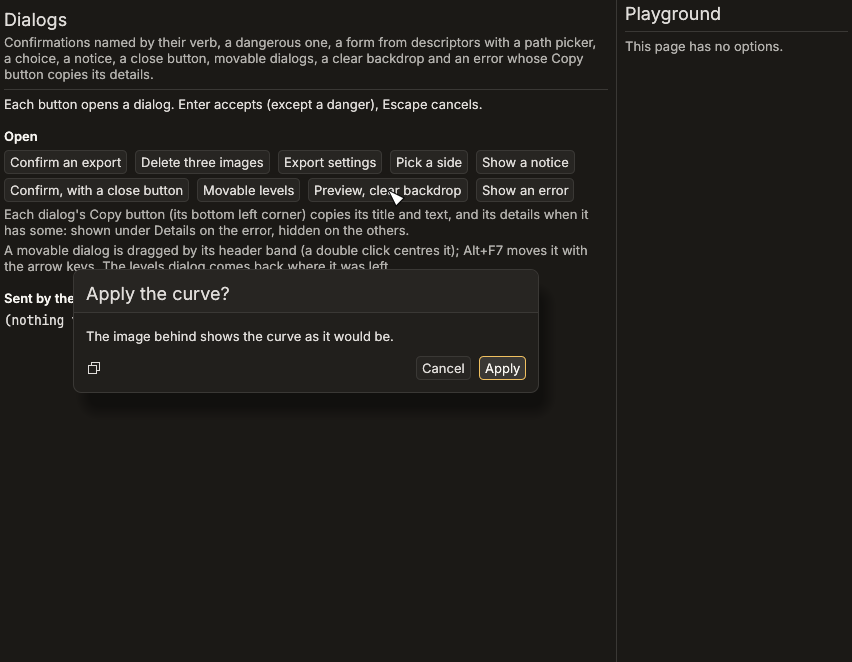 Dialogs
Confirmations named by their verb, a dangerous one, a form from descriptors with a path picker,
a choice, a notice, a close button, movable dialogs, a clear backdrop and an error whose Copy
button copies its details.
Each button opens a dialog. Enter accepts (except a danger), Escape cancels.
Open
Confirm an export
Delete three images
Export settings
Pick a side
Show a notice
Confirm, with a close button
Movable levels
Preview, clear backdrop
Show an error
Each dialog's Copy button (its bottom left corner) copies its title and text, and its details when it
has some: shown under Details on the error, hidden on the others.
A movable dialog is dragged by its header band (a double click centres it); Alt+F7 moves it with
the arrow keys. The levels dialog comes back where it was left.
Sent by the
(nothing
Apply the curve?
The image behind shows the curve as it would be.
Cancel
Apply
Playground
This page has no options.